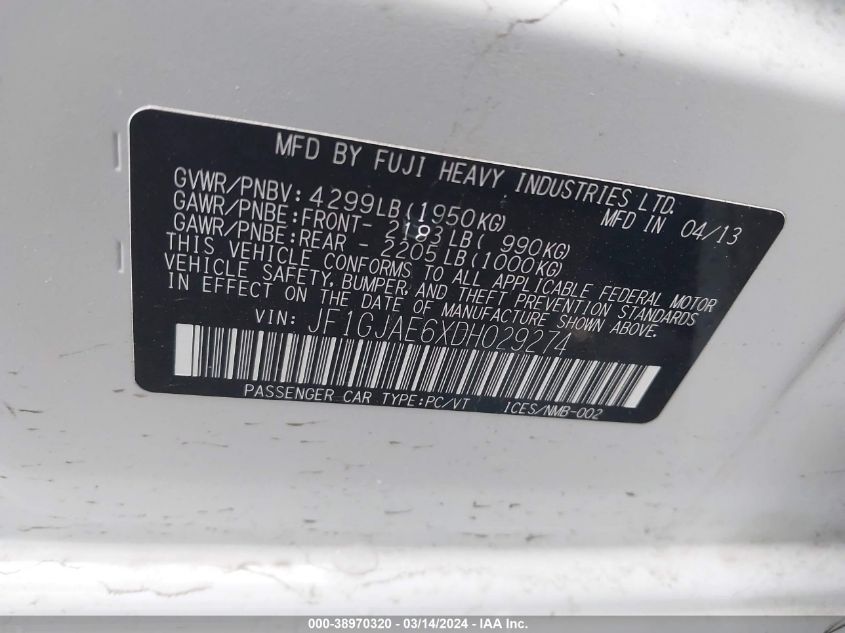 MFD BY FUJI HEAVY INDUSTRIES LTD.
GVWR/PNBV: 4299LB(1950KG) MFD IN 04/13
GAWR/PNBE:FRONT- 2183LB( 990KG)
GAWR/PNBE:REAR - 2205LB(1000KG)
THIS VEHICLE CONFORMS TO ALL APPLICABLE FEDERAL MOTOR
VEHICLE SAFETY, BUMPER, AND THEFT PREVENTION STANDARDS
IN EFFECT ON THE DATE OF MANUFACTURE SHOWN ABOVE.
VIN: JF1GJAE6XDH029274
PASSENGER CAR TYPE:PC/VT ICES/NMB-002
000-38970320 - 03/14/2024 - IAA Inc.